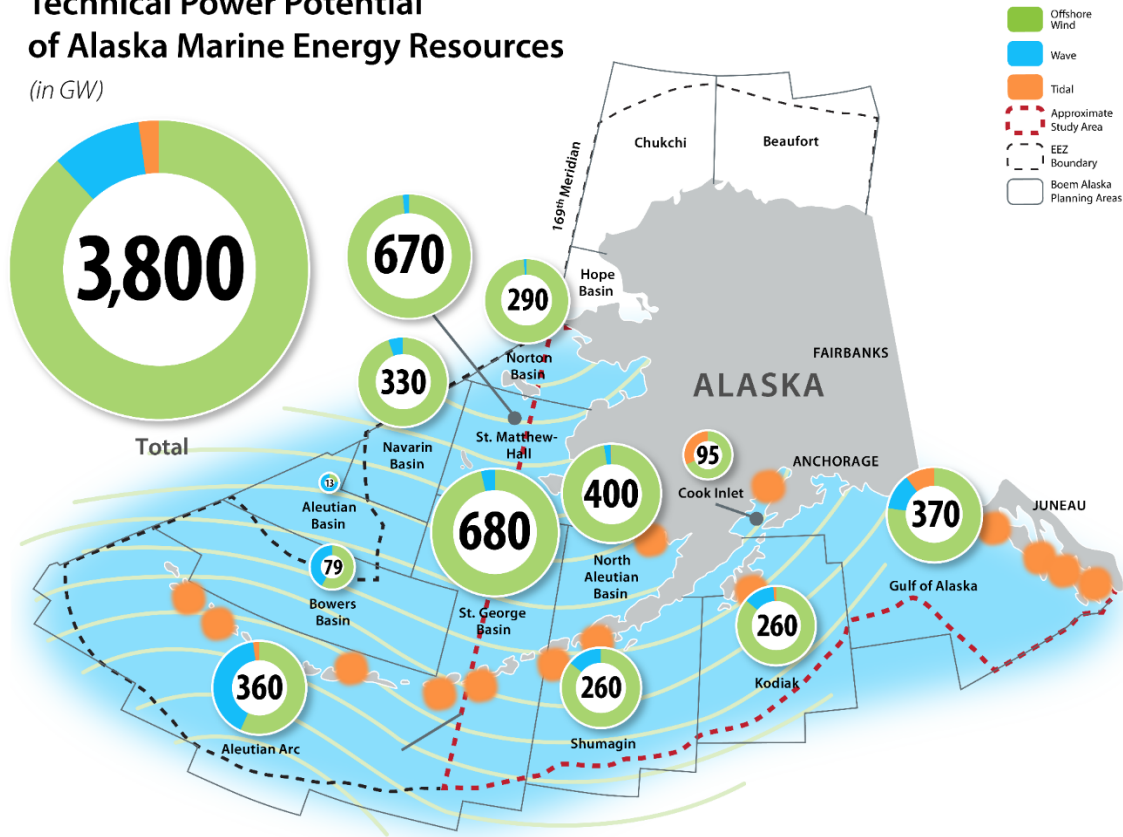 Technical Power Potential
of Alaska Marine Energy Resources
(in GW)
3,800
Total
Offshore
Wind
Wave
Tidal
Approximate
Study Area
EEZ
Boundary
Boem Alaska
Planning Areas
Chukchi
Beaufort
169th Meridian
Hope
Basin
670
290
Norton
Basin
330
Navarin
Basin
St. Matthew-
Hall
FAIRBANKS
ALASKA
95
Cook Inlet
ANCHORAGE
13
Aleutian
Basin
680
St. George
Basin
400
North
Aleutian
Basin
370
Gulf of Alaska
JUNEAU
79
Bowers
Basin
360
Aleutian Arc
260
Shumagin
260
Kodiak